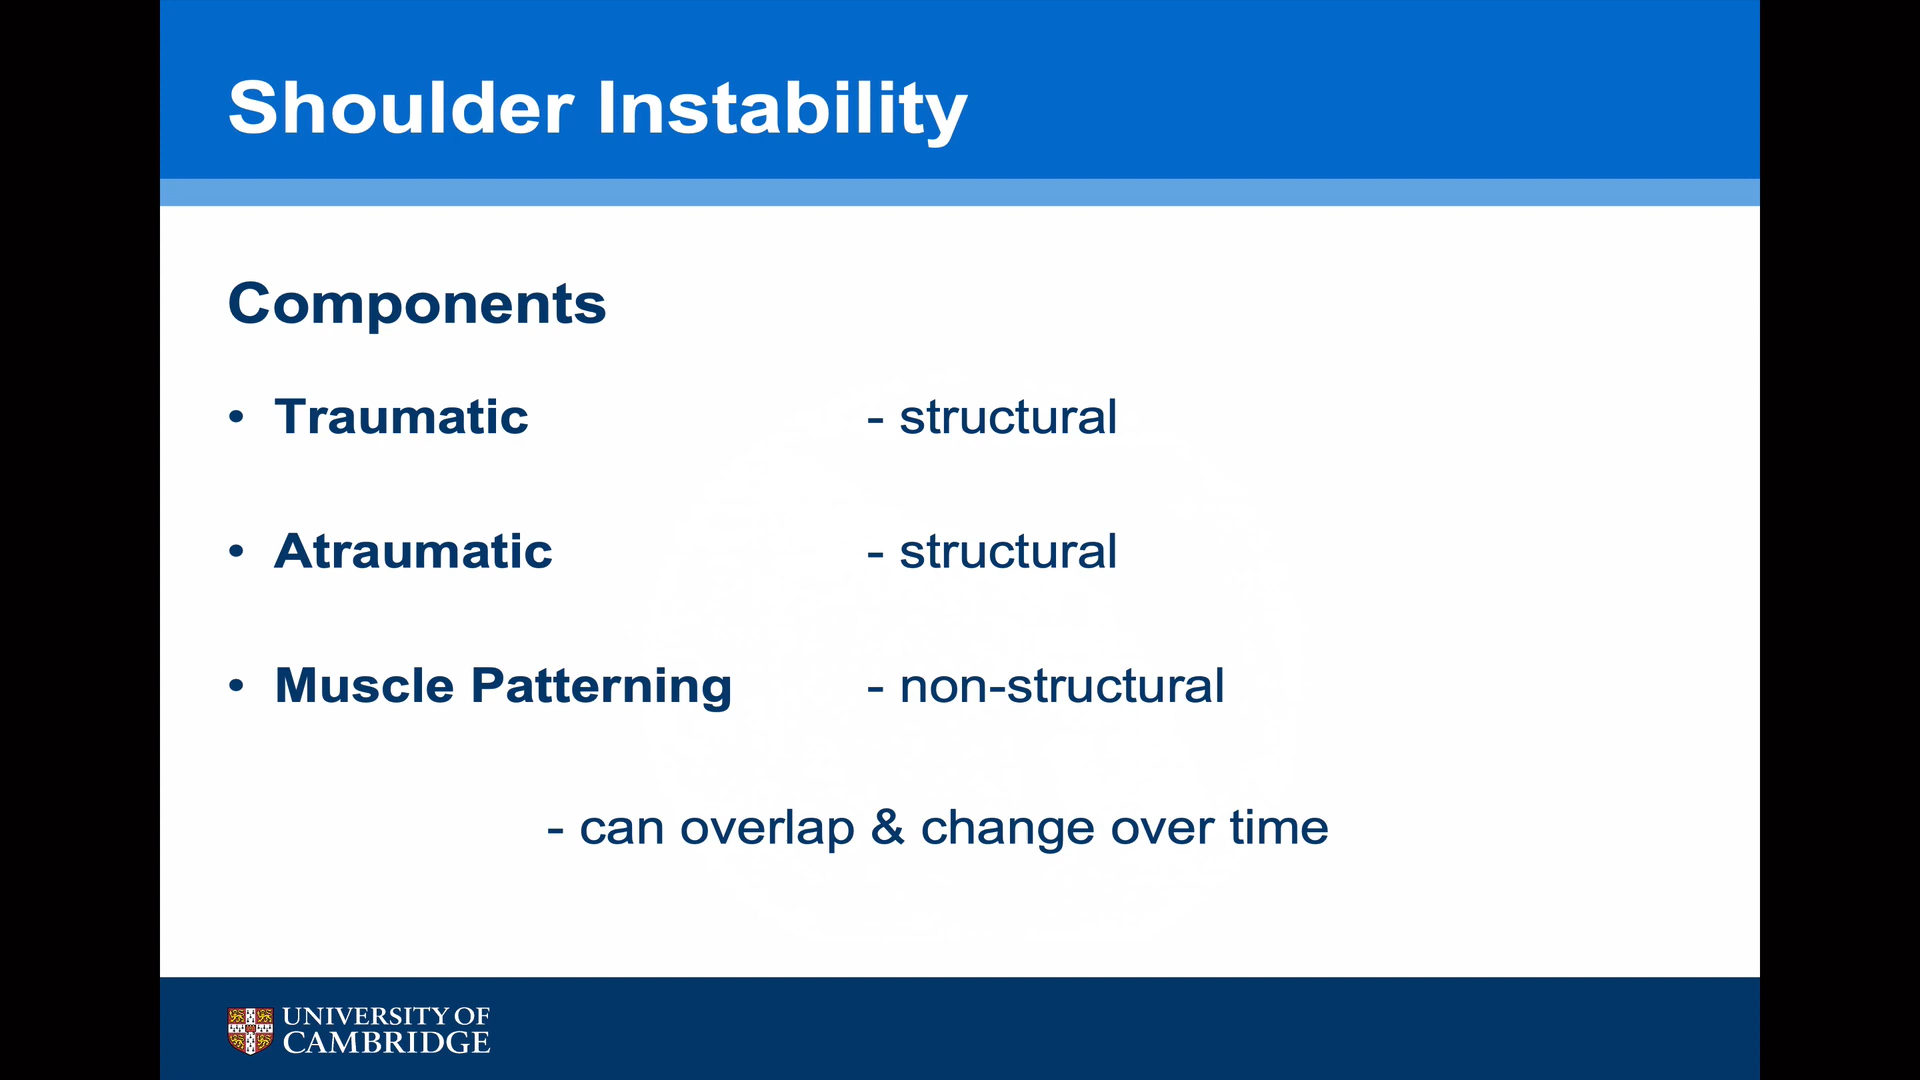 Shoulder Instability
Components
• Traumatic - structural
• Atraumatic - structural
• Muscle Patterning - non-structural
- can overlap & change over time
UNIVERSITY OF
CAMBRIDGE